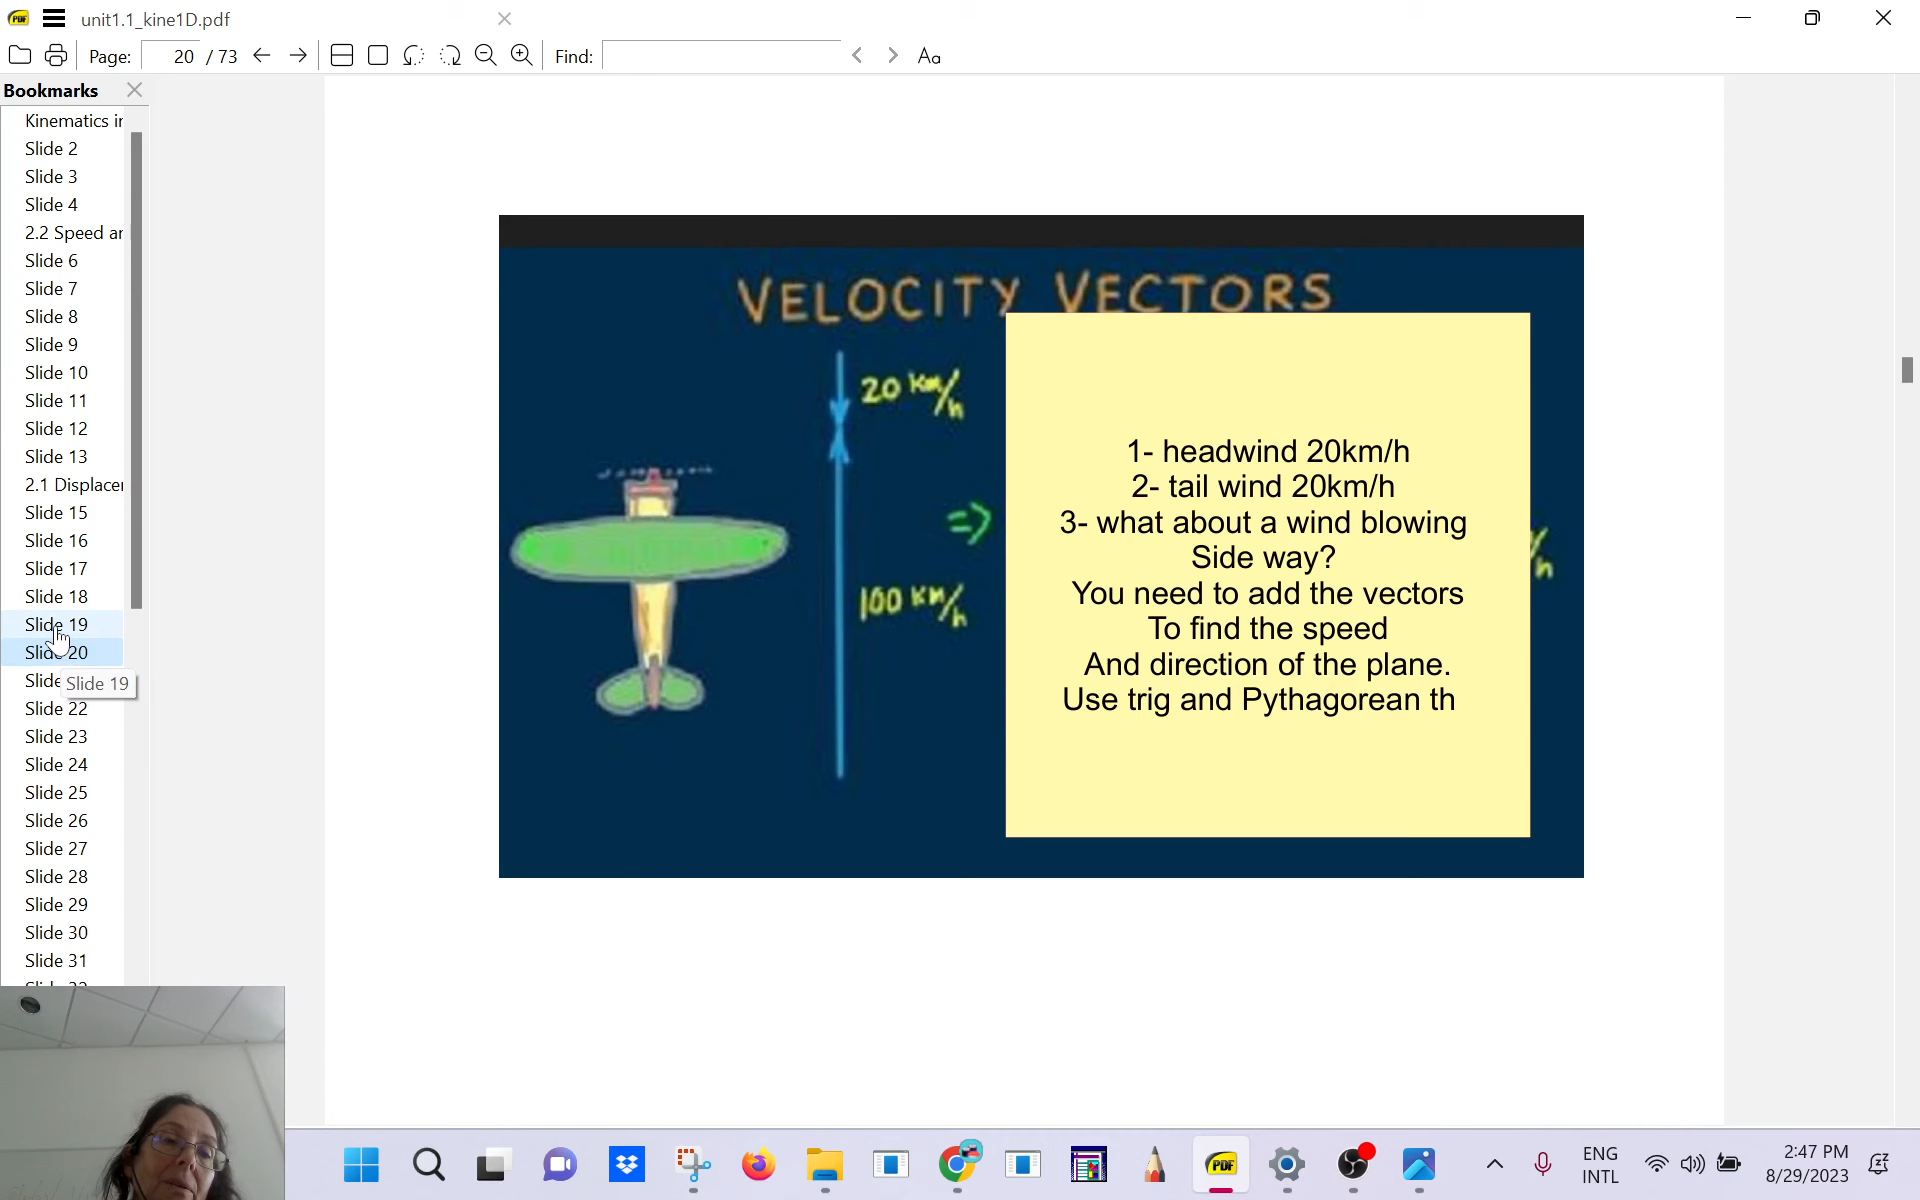 unit1.1_kine1D.pdf
Page: 20 / 73
Find:
Aa
Bookmarks
Kinematics ir
Slide 2
Slide 3
Slide 4
2.2 Speed ar
Slide 6
Slide 7
Slide 8
Slide 9
Slide 10
Slide 11
Slide 12
Slide 13
2.1 Displacer
Slide 15
Slide 16
Slide 17
Slide 18
Slide 19
Slide 20
Slide
Slide 19
Slide 22
Slide 23
Slide 24
Slide 25
Slide 26
Slide 27
Slide 28
Slide 29
Slide 30
Slide 31
VELOCITY VECTORS
20 Km/h
100 KM/h
/h
1- headwind 20km/h
2- tail wind 20km/h
3- what about a wind blowing
Side way?
You need to add the vectors
To find the speed
And direction of the plane.
Use trig and Pythagorean th
PDF
ENG
INTL
2:47 PM
8/29/2023